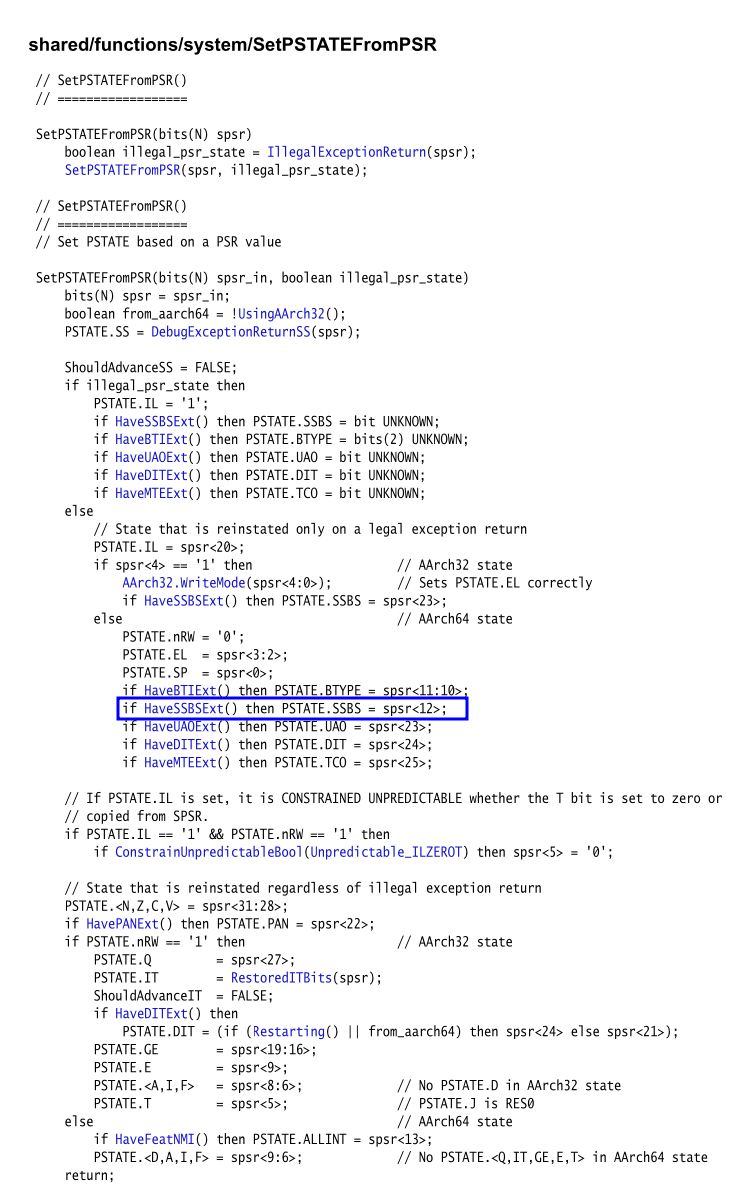 shared/functions/system/SetPSTATEFromPSR
// SetPSTATEFromPSR()
// ==================
SetPSTATEFromPSR(bits(N) spsr)
    boolean illegal_psr_state = IllegalExceptionReturn(spsr);
    SetPSTATEFromPSR(spsr, illegal_psr_state);
// SetPSTATEFromPSR()
// ==================
// Set PSTATE based on a PSR value
SetPSTATEFromPSR(bits(N) spsr_in, boolean illegal_psr_state)
    bits(N) spsr = spsr_in;
    boolean from_aarch64 = !UsingAArch32();
    PSTATE.SS = DebugExceptionReturnSS(spsr);
    ShouldAdvanceSS = FALSE;
    if illegal_psr_state then
        PSTATE.IL = '1';
        if HaveSSBSExt() then PSTATE.SSBS = bit UNKNOWN;
        if HaveBTIExt() then PSTATE.BTYPE = bits(2) UNKNOWN;
        if HaveUAOExt() then PSTATE.UAO = bit UNKNOWN;
        if HaveDITExt() then PSTATE.DIT = bit UNKNOWN;
        if HaveMTEExt() then PSTATE.TCO = bit UNKNOWN;
    else
        // State that is reinstated only on a legal exception return
        PSTATE.IL = spsr<20>;
        if spsr<4> == '1' then                    // AArch32 state
            AArch32.WriteMode(spsr<4:0>);         // Sets PSTATE.EL correctly
            if HaveSSBSExt() then PSTATE.SSBS = spsr<23>;
        else                                      // AArch64 state
            PSTATE.nRW = '0';
            PSTATE.EL  = spsr<3:2>;
            PSTATE.SP  = spsr<0>;
            if HaveBTIExt() then PSTATE.BTYPE = spsr<11:10>;
            if HaveSSBSExt() then PSTATE.SSBS = spsr<12>;
            if HaveUAOExt() then PSTATE.UAO = spsr<23>;
            if HaveDITExt() then PSTATE.DIT = spsr<24>;
            if HaveMTEExt() then PSTATE.TCO = spsr<25>;
    // If PSTATE.IL is set, it is CONSTRAINED UNPREDICTABLE whether the T bit is set to zero or
    // copied from SPSR.
    if PSTATE.IL == '1' && PSTATE.nRW == '1' then
        if ConstrainUnpredictableBool(Unpredictable_ILZEROT) then spsr<5> = '0';
    // State that is reinstated regardless of illegal exception return
    PSTATE.<N,Z,C,V> = spsr<31:28>;
    if HavePANExt() then PSTATE.PAN = spsr<22>;
    if PSTATE.nRW == '1' then                     // AArch32 state
        PSTATE.Q         = spsr<27>;
        PSTATE.IT        = RestoredITBits(spsr);
        ShouldAdvanceIT  = FALSE;
        if HaveDITExt() then
            PSTATE.DIT = (if (Restarting() || from_aarch64) then spsr<24> else spsr<21>);
        PSTATE.GE        = spsr<19:16>;
        PSTATE.E         = spsr<9>;
        PSTATE.<A,I,F>   = spsr<8:6>;             // No PSTATE.D in AArch32 state
        PSTATE.T         = spsr<5>;               // PSTATE.J is RES0
    else                                          // AArch64 state
        if HaveFeatNMI() then PSTATE.ALLINT = spsr<13>;
        PSTATE.<D,A,I,F> = spsr<9:6>;             // No PSTATE.<Q,IT,GE,E,T> in AArch64 state
    return;